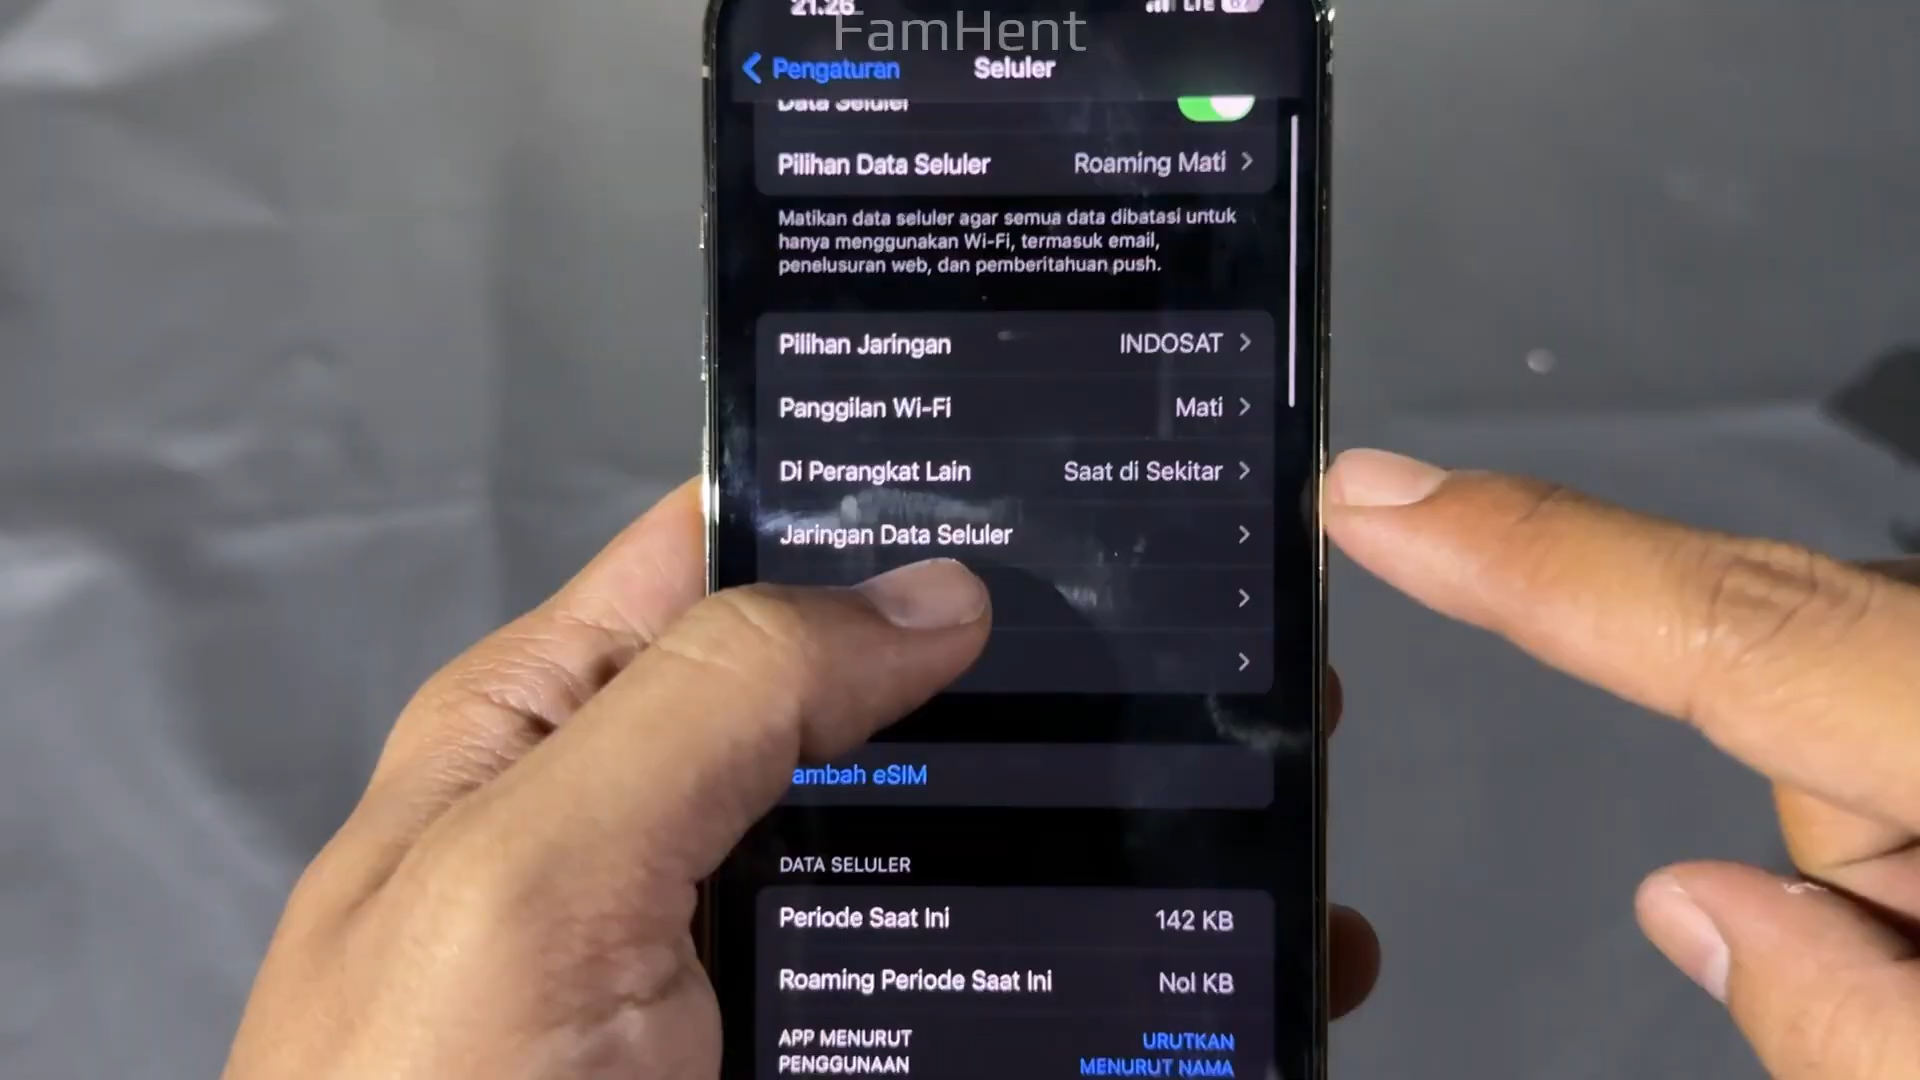 21.26
LTE
FamHent
Pengaturan
Seluler
Data Seluler
Pilihan Data Seluler
Roaming Mati
Matikan data seluler agar semua data dibatasi untuk
hanya menggunakan Wi-Fi, termasuk email,
penelusuran web, dan pemberitahuan push.
Pilihan Jaringan
INDOSAT
Panggilan Wi-Fi
Mati
Di Perangkat Lain
Saat di Sekitar
Jaringan Data Seluler
ambah eSIM
DATA SELULER
Periode Saat Ini
142 KB
Roaming Periode Saat Ini
Nol KB
APP MENURUT
PENGGUNAAN
URUTKAN
MENURUT NAMA